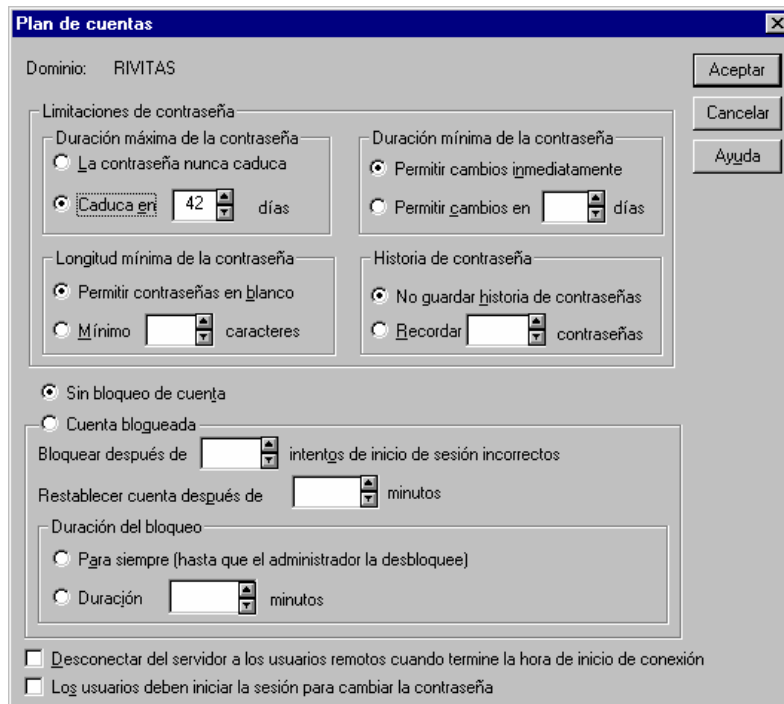 Plan de cuentas
Dominio: RIVITAS
Aceptar
Cancelar
Ayuda
Limitaciones de contraseña
Duración máxima de la contraseña
La contraseña nunca caduca
Caduca en 42 días
Duración mínima de la contraseña
Permitir cambios inmediatamente
Permitir cambios en días
Longitud mínima de la contraseña
Permitir contraseñas en blanco
Mínimo caracteres
Historia de contraseña
No guardar historia de contraseñas
Recordar contraseñas
Sin bloqueo de cuenta
Cuenta bloqueada
Bloquear después de intentos de inicio de sesión incorrectos
Restablecer cuenta después de minutos
Duración del bloqueo
Para siempre (hasta que el administrador la desbloquee)
Duración minutos
Desconectar del servidor a los usuarios remotos cuando termine la hora de inicio de conexión
Los usuarios deben iniciar la sesión para cambiar la contraseña